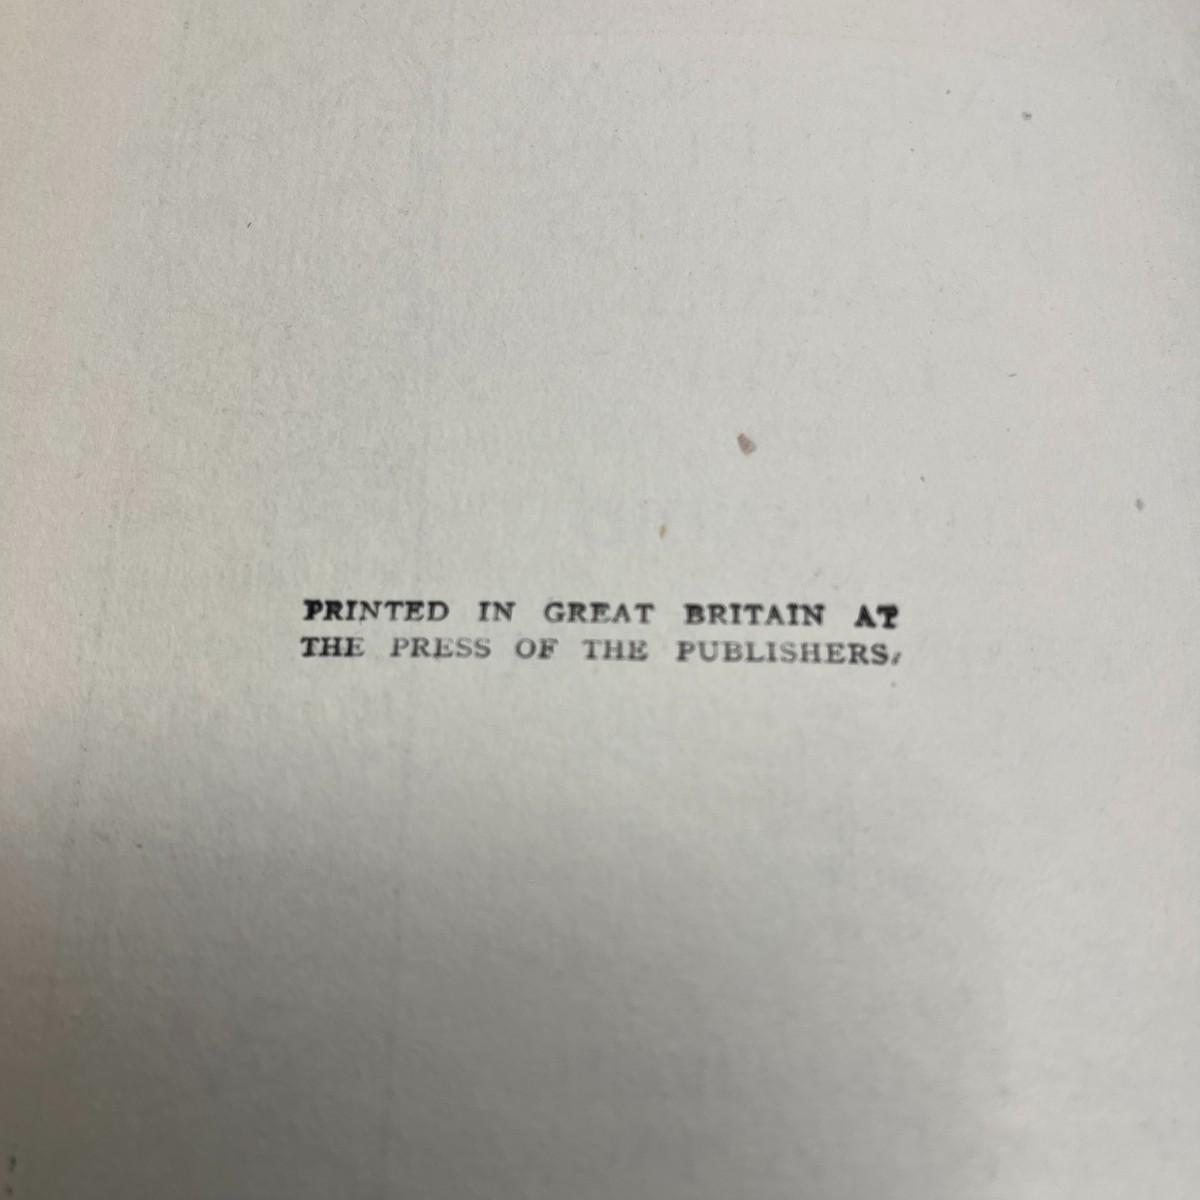 PRINTED IN GREAT BRITAIN AT
THE PRESS OF THE PUBLISHERS.